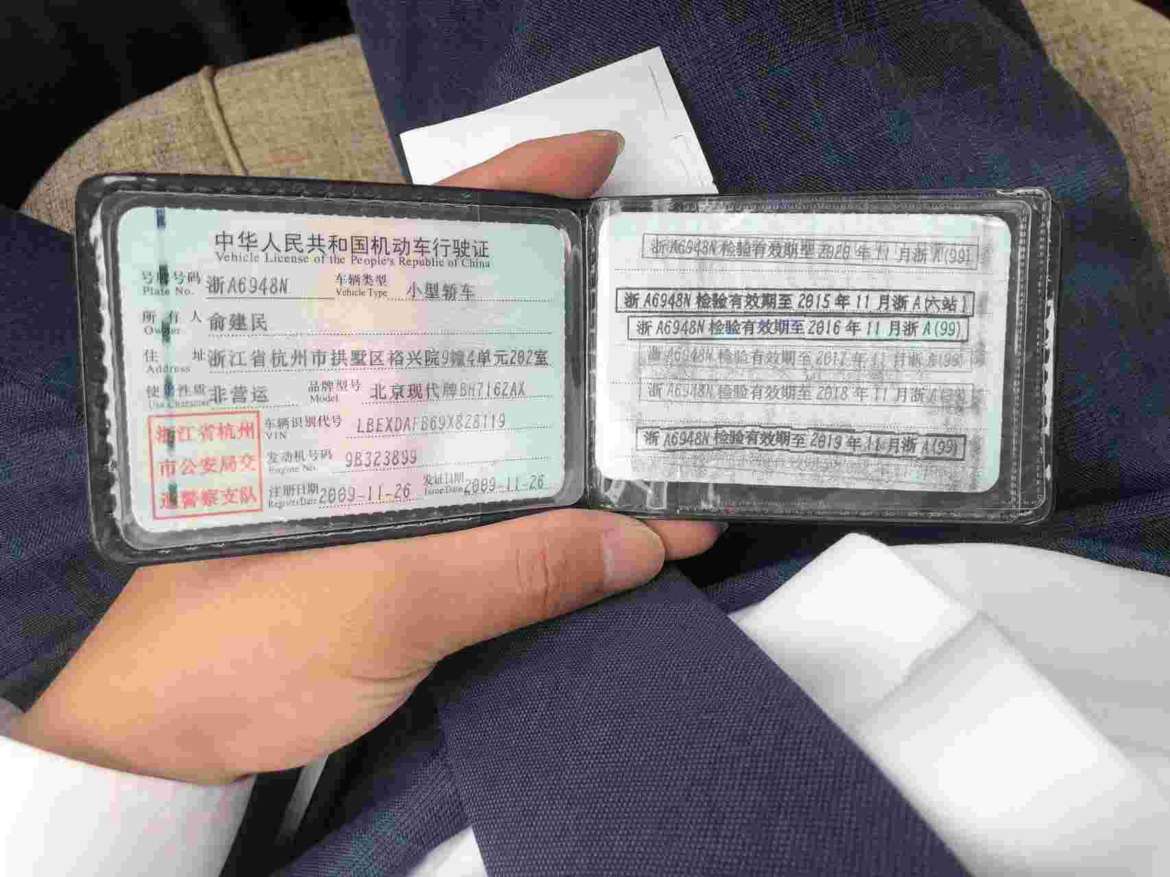 中华人民共和国机动车行驶证
Vehicle License of the People's Republic of China
号牌号码 浙A6948N 车辆类型 小型轿车
Plate No. Vehicle Type
所有人 俞建民
Owner
住址 浙江省杭州市拱墅区裕兴院9幢4单元202室
Address
使用性质 非营运 品牌型号 北京现代牌BH7162AX
Use Character Model
浙江省杭州
市公安局交
通警察支队
车辆识别代号 LBEXDAFB69X828119
VIN
发动机号码 9B323899
Engine No.
注册日期 2009-11-26 发证日期 2009-11-26
Register Date Issue Date
浙A6948N检验有效期至2020年11月浙A(99)
浙A6948N检验有效期至2015年11月浙A(六站)
浙A6948N检验有效期至2016年11月浙A(99)
浙A6948N检验有效期至2017年11月浙A(99)
浙A6948N检验有效期至2018年11月浙A(99)
浙A6948N检验有效期至2019年11月浙A(99)